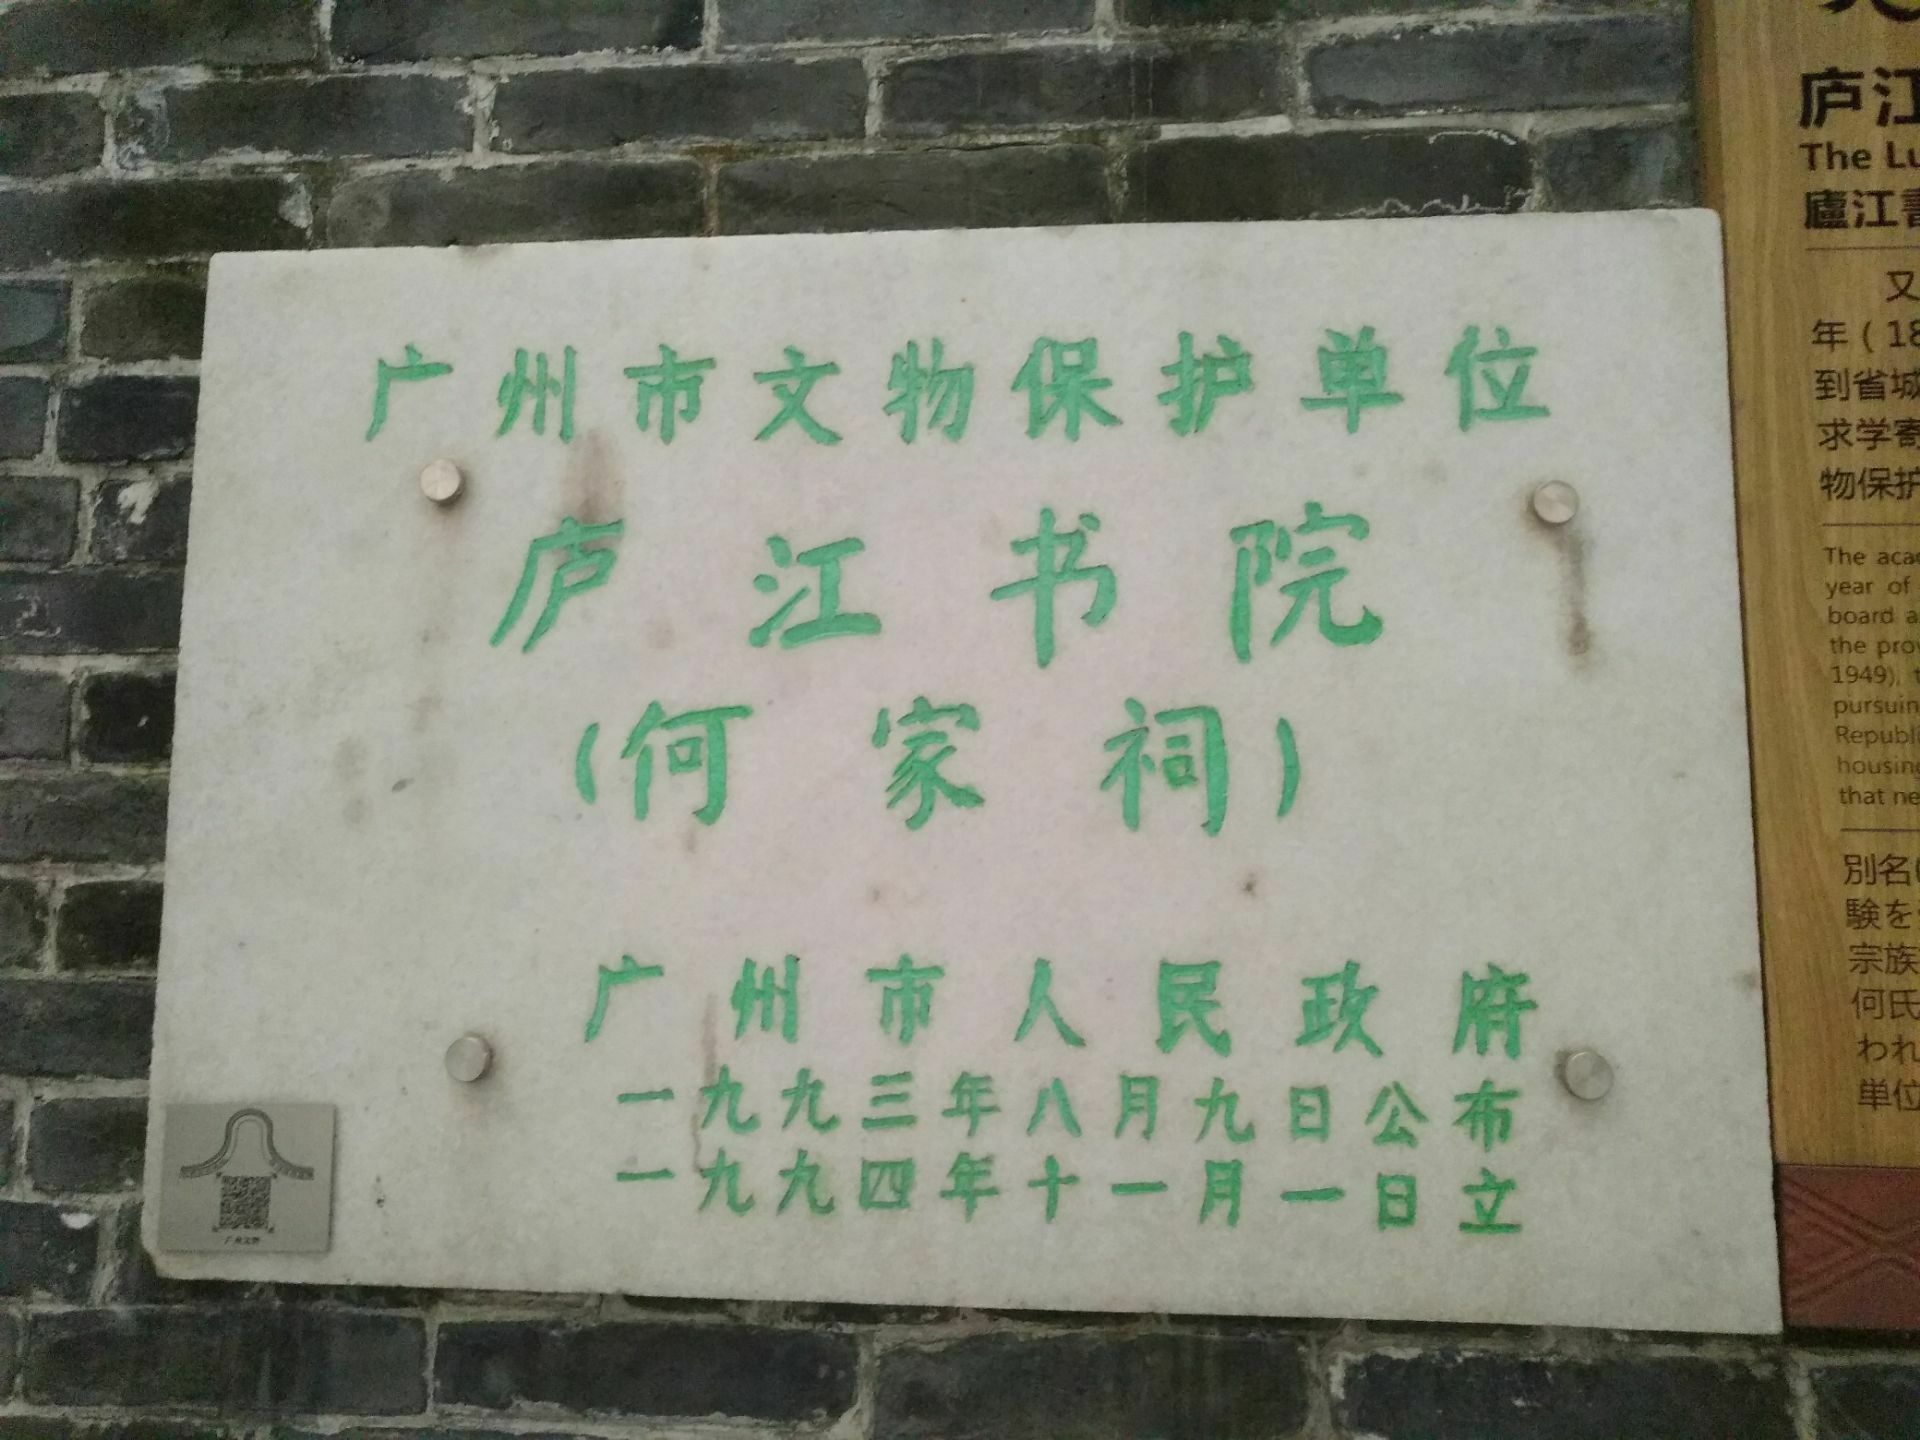 广州市文物保护单位
庐江书院
(何家祠)
广州市人民政府
一九九三年八月九日公布
一九九四年十一月一日立
庐江
The Lu
廬江書
又
年（18
到省城
求学寄
物保护
The acad
year of
board a
the prov
1949), t
pursuin
Republi
housing
that ne
別名
験を
宗族
何氏
われ
単位